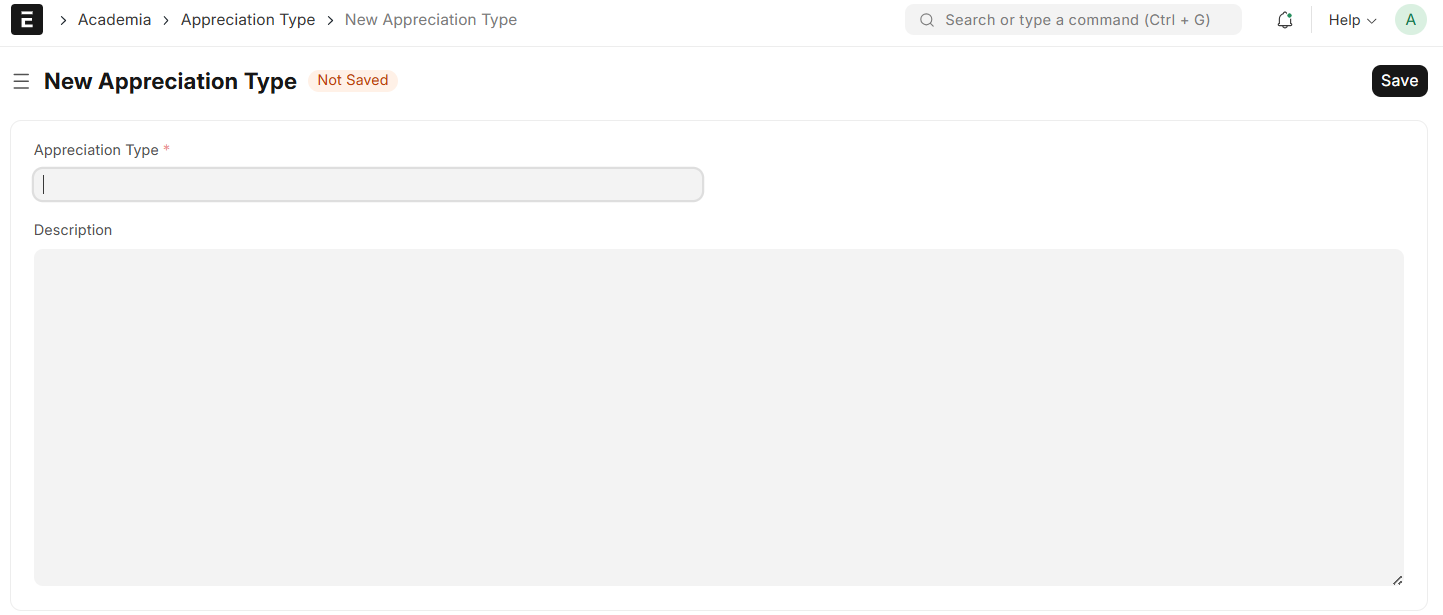 Academia > Appreciation Type > New Appreciation Type
Search or type a command (Ctrl + G)
Help
A
New Appreciation Type
Not Saved
Save
Appreciation Type *
Description